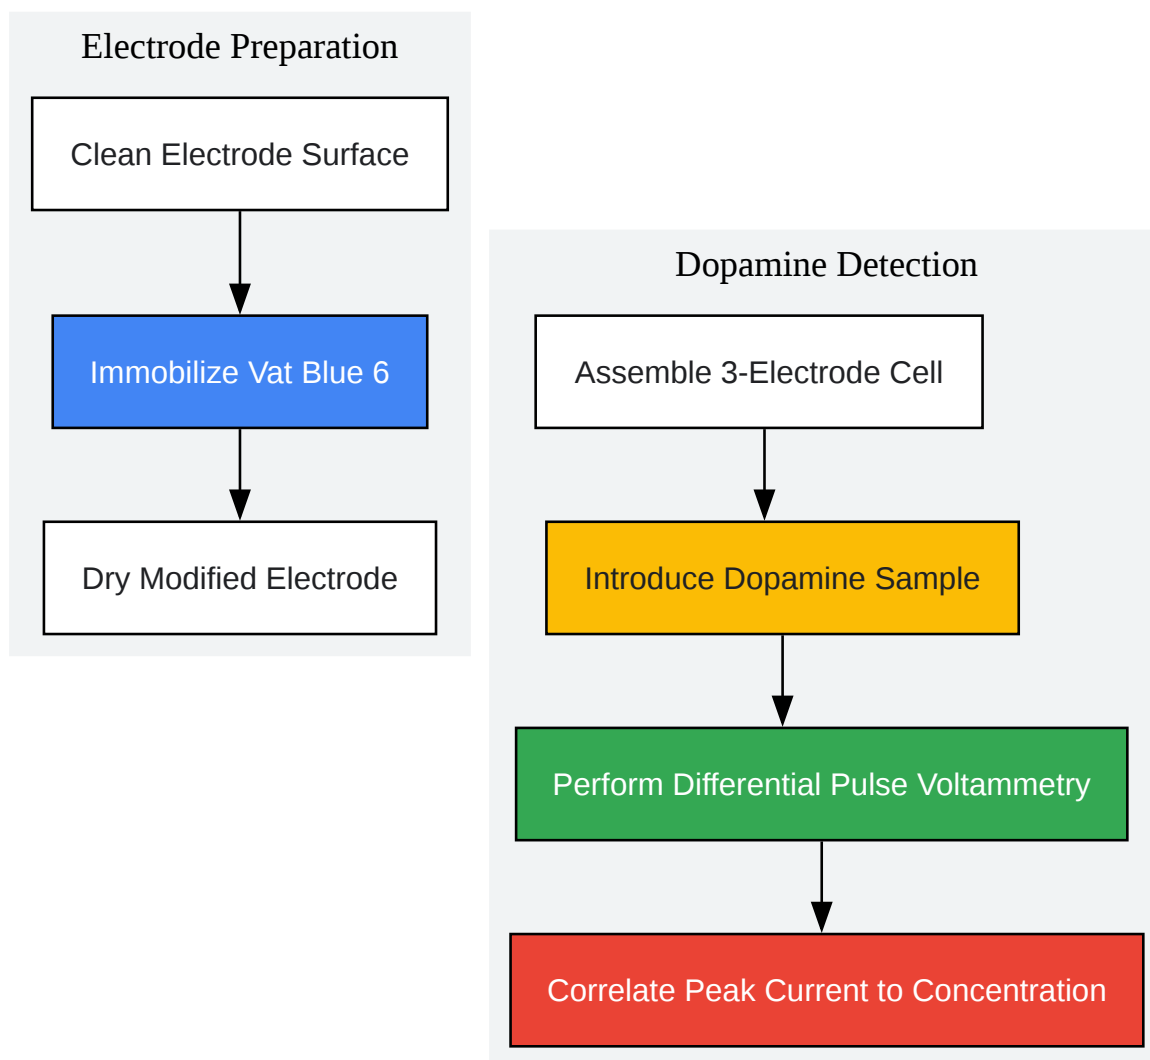 Electrode Preparation
Clean Electrode Surface
Immobilize Vat Blue 6
Dry Modified Electrode
Dopamine Detection
Assemble 3-Electrode Cell
Introduce Dopamine Sample
Perform Differential Pulse Voltammetry
Correlate Peak Current to Concentration